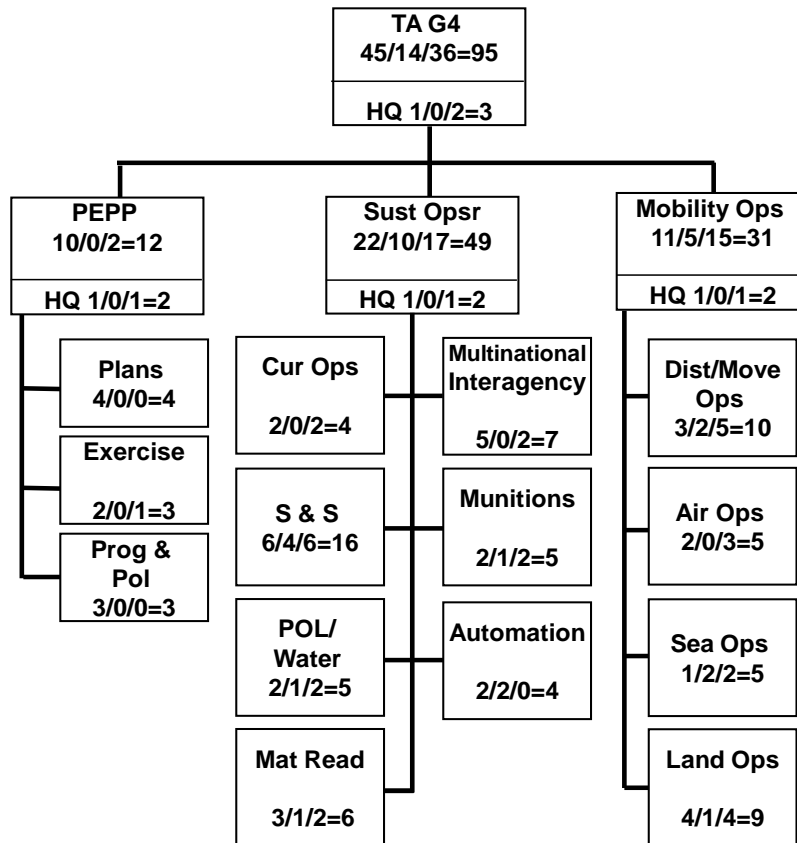 TA G4
45/14/36=95
HQ 1/0/2=3
PEPP
10/0/2=12
HQ 1/0/1=2
Plans
4/0/0=4
Exercise
2/0/1=3
Prog &
Pol
3/0/0=3
Sust Opsr
22/10/17=49
HQ 1/0/1=2
Cur Ops
2/0/2=4
Multinational
Interagency
5/0/2=7
S & S
6/4/6=16
Munitions
2/1/2=5
POL/
Water
2/1/2=5
Automation
2/2/0=4
Mat Read
3/1/2=6
Mobility Ops
11/5/15=31
HQ 1/0/1=2
Dist/Move
Ops
3/2/5=10
Air Ops
2/0/3=5
Sea Ops
1/2/2=5
Land Ops
4/1/4=9